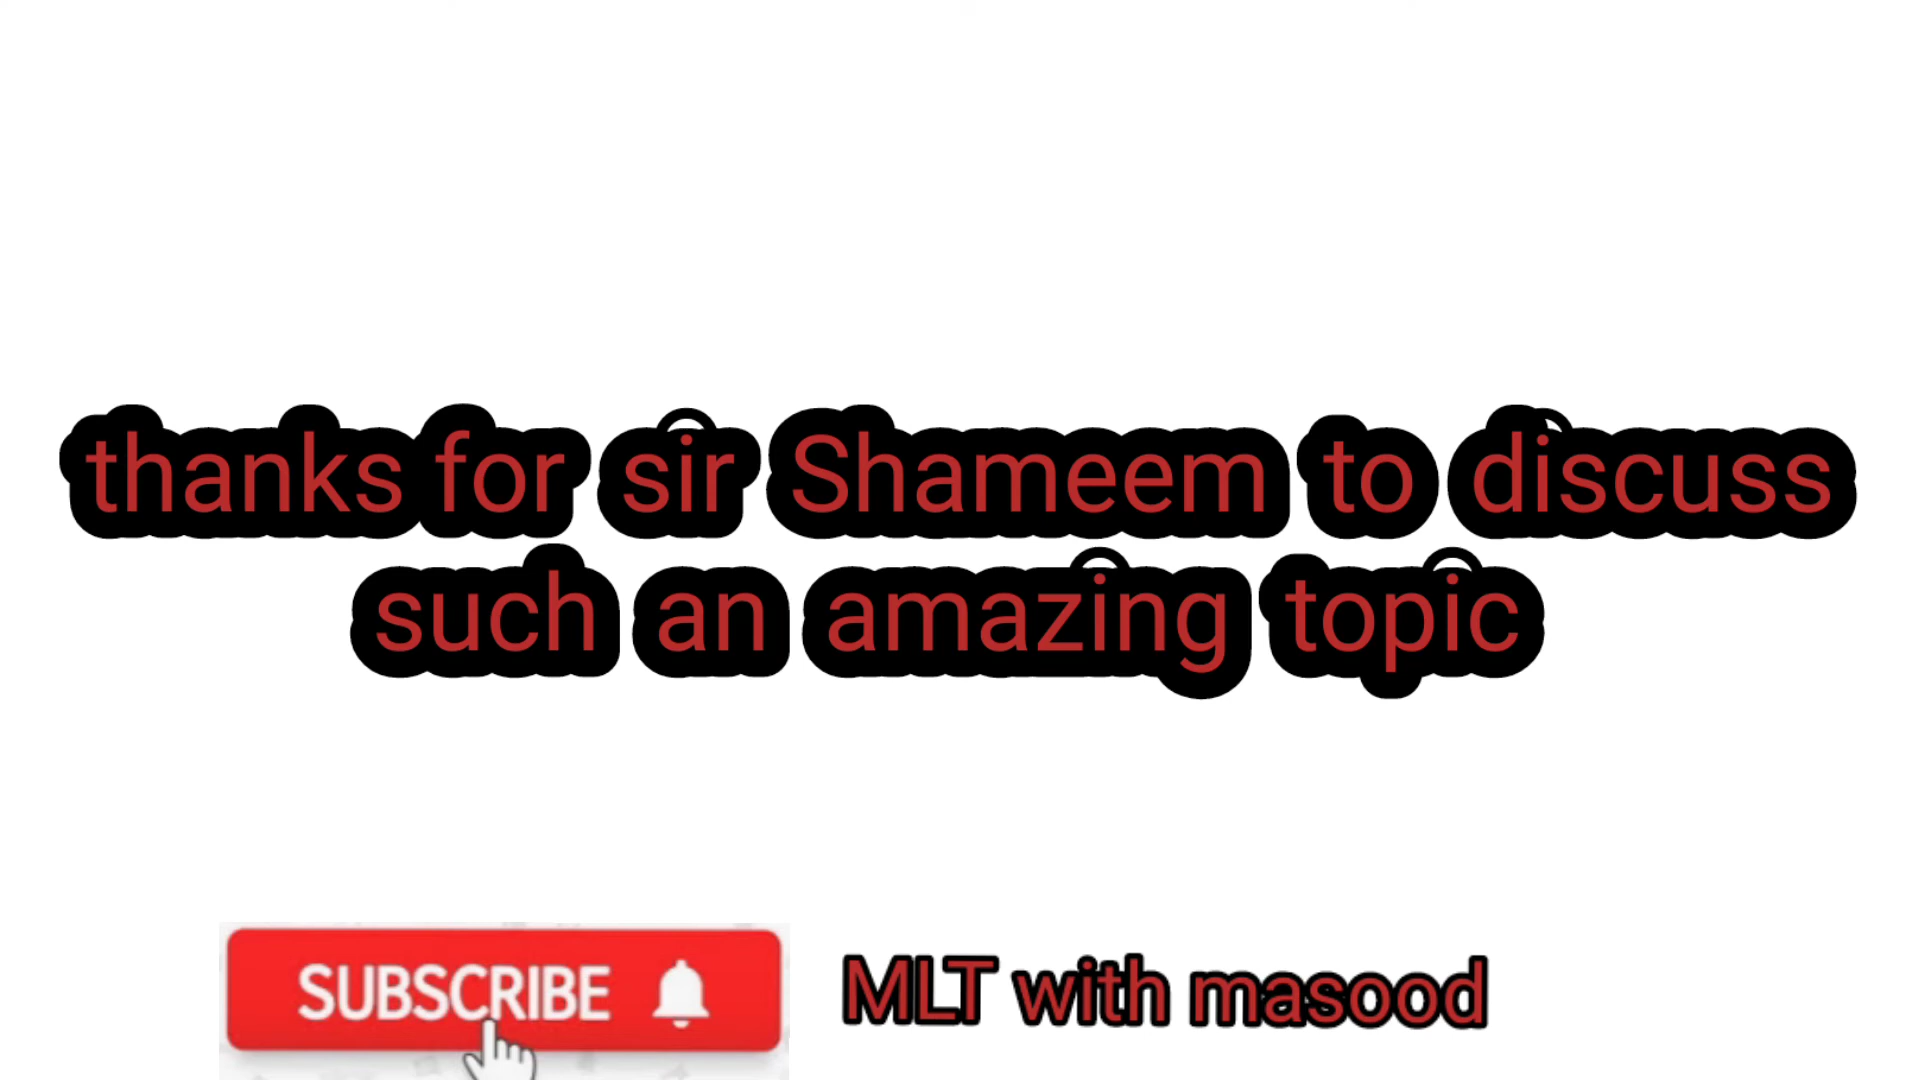 thanks for sir Shameem to discuss
such an amazing topic
SUBSCRIBE
MLT with masood